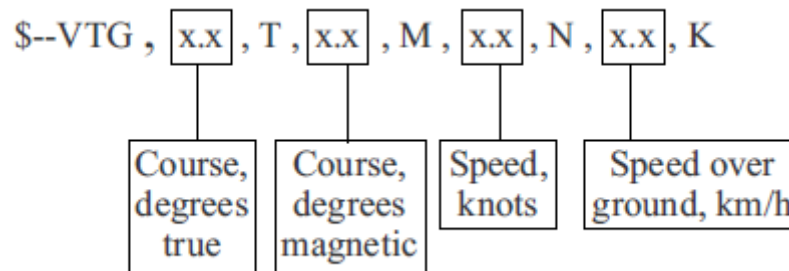 $--VTG , x.x , T , x.x , M , x.x , N , x.x , K
Course,
degrees
true
Course,
degrees
magnetic
Speed,
knots
Speed over
ground, km/h